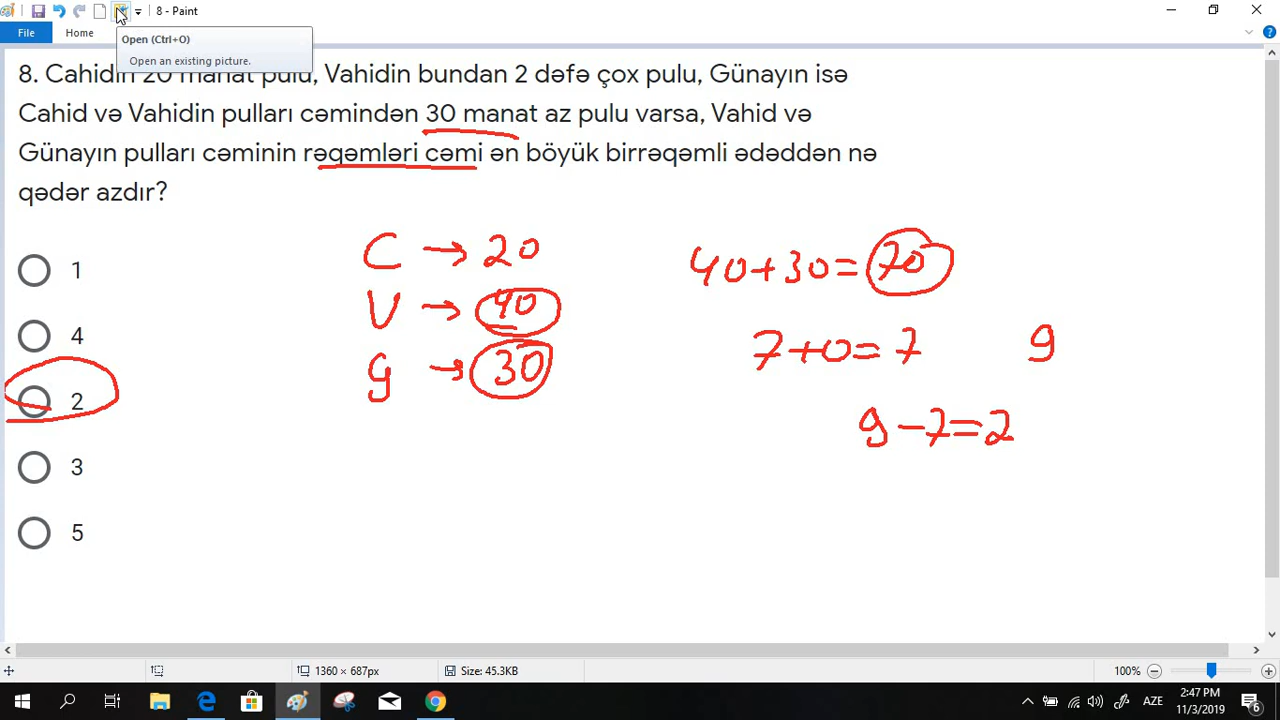 8 - Paint
File Home
Open (Ctrl+O)
Open an existing picture.
8. Cahidin 20 manat pulu, Vahidin bundan 2 dəfə çox pulu, Günayın isə
Cahid və Vahidin pulları cəmindən 30 manat az pulu varsa, Vahid və
Günayın pulları cəminin rəqəmləri cəmi ən böyük birrəqəmli ədəddən nə
qədər azdır?
1
4
2
3
5
C → 20
V → 40
g → 30
40+30=70
7+0=7 9
9-7=2
1360 × 687px
Size: 45.3KB
100%
AZE
2:47 PM
11/3/2019
6